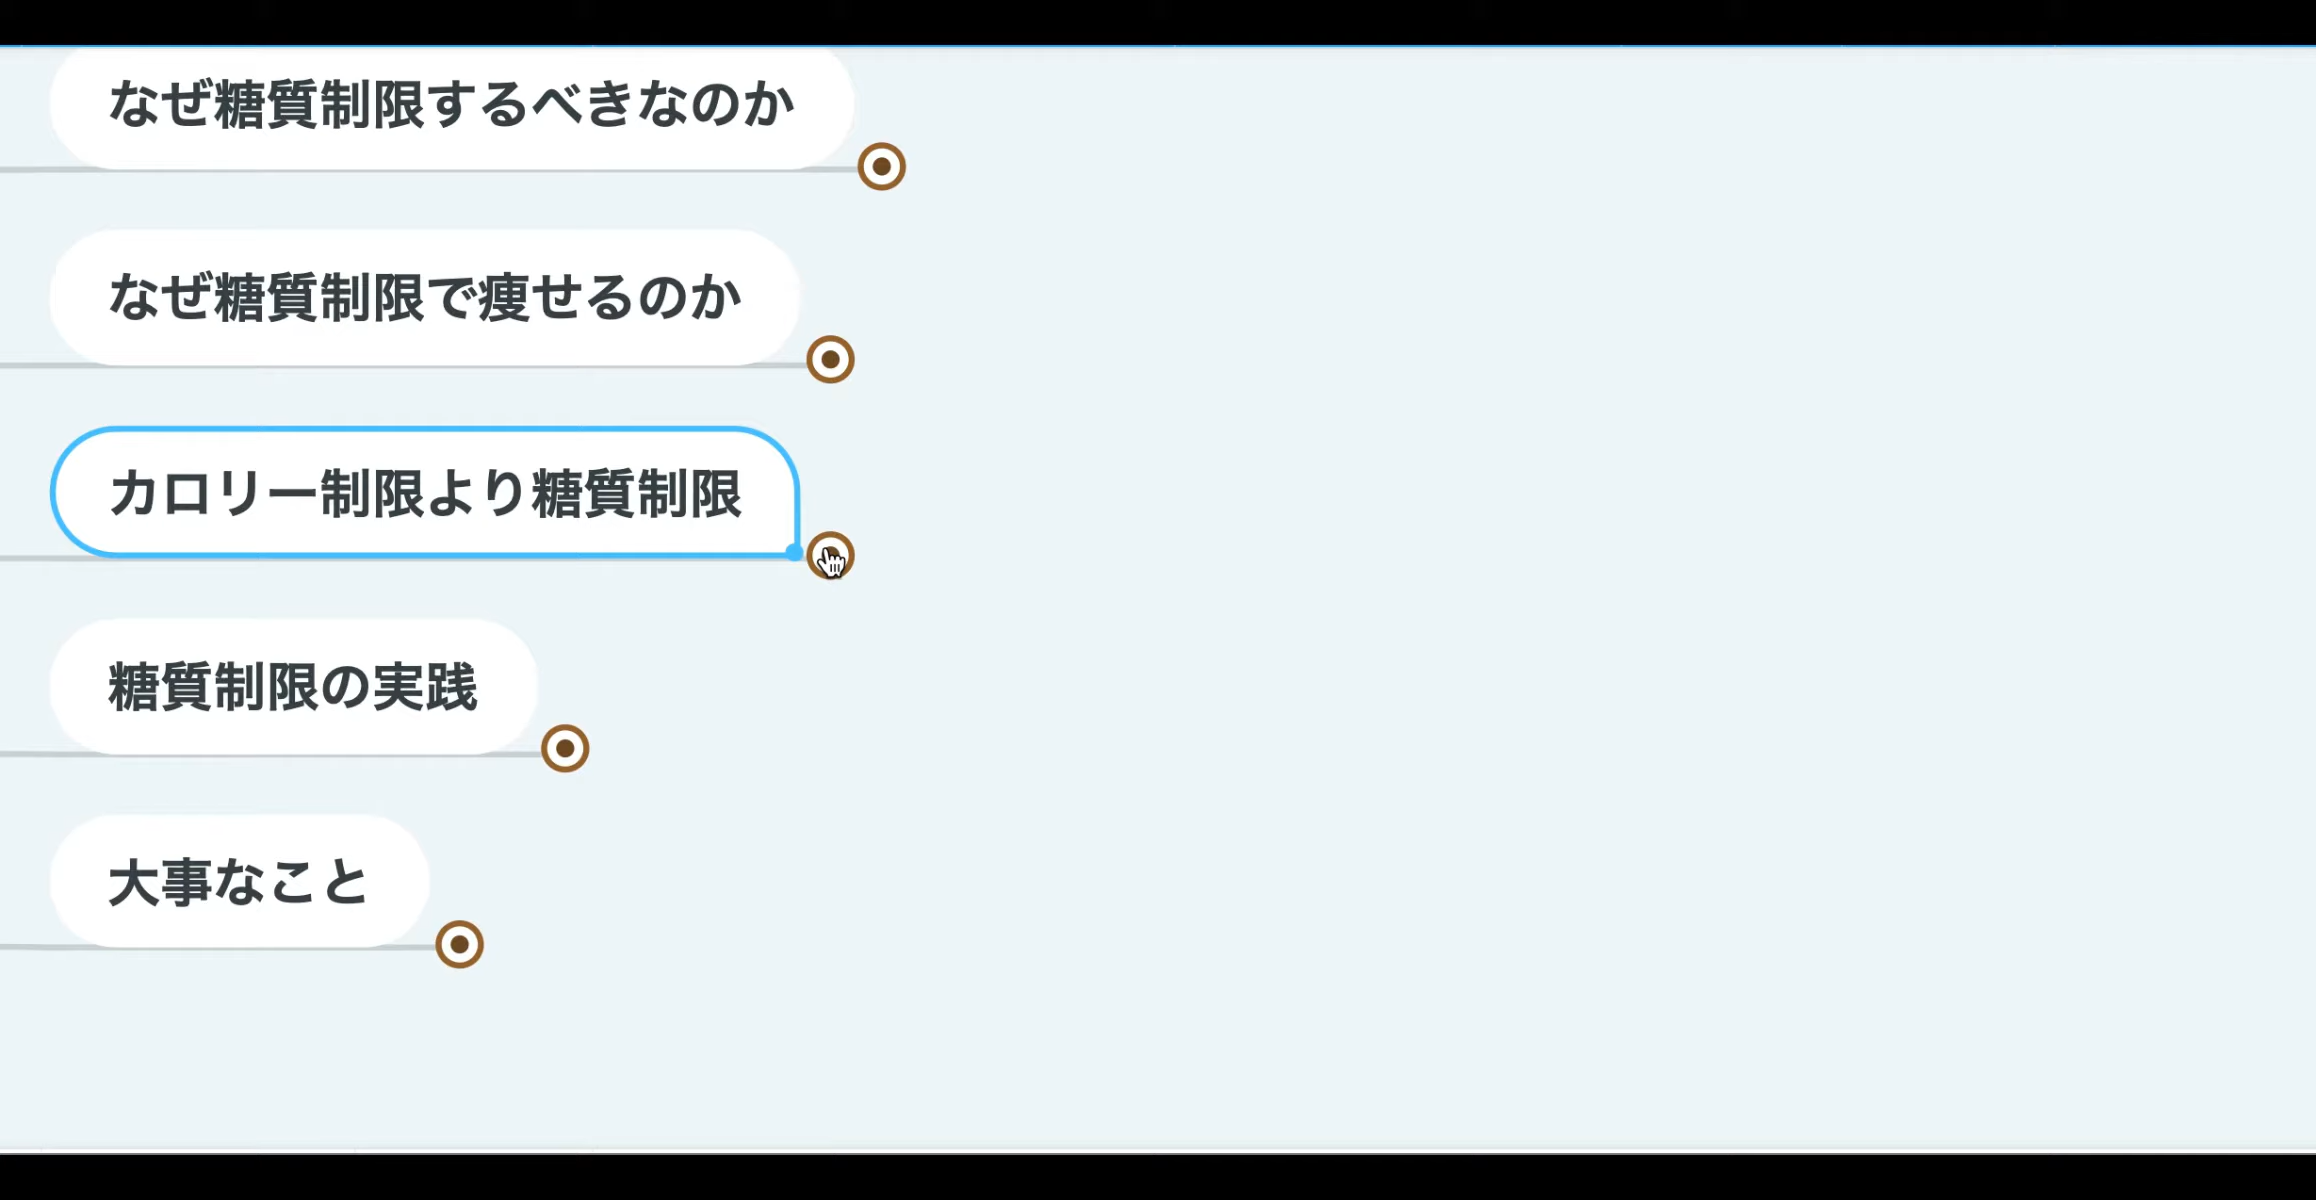 なぜ糖質制限するべきなのか
なぜ糖質制限で痩せるのか
カロリー制限より糖質制限
糖質制限の実践
大事なこと